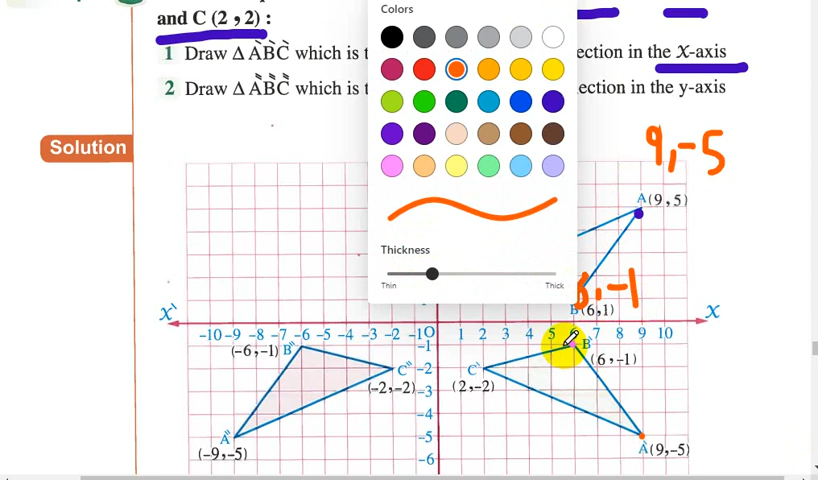 and C (2 , 2) :
Colors
1 Draw Δ A`B`C` which is t
ection in the X-axis
2 Draw Δ A``B``C`` which is t
ection in the y-axis
Solution
9,-5
A(9,5)
Thickness
Thin
Thick
,-1
B(6,1)
X'
X
-10 -9 -8 -7 -6 -5 -4 -3 -2 -1 O 1 2 3 4 5 7 8 9 10
-1
(-6,-1) B``
B`
(6,-1)
C`` -2
C`
(-2,-2)
(2,-2)
-3
-4
A``
-5
(-9,-5)
A`(9,-5)
-6